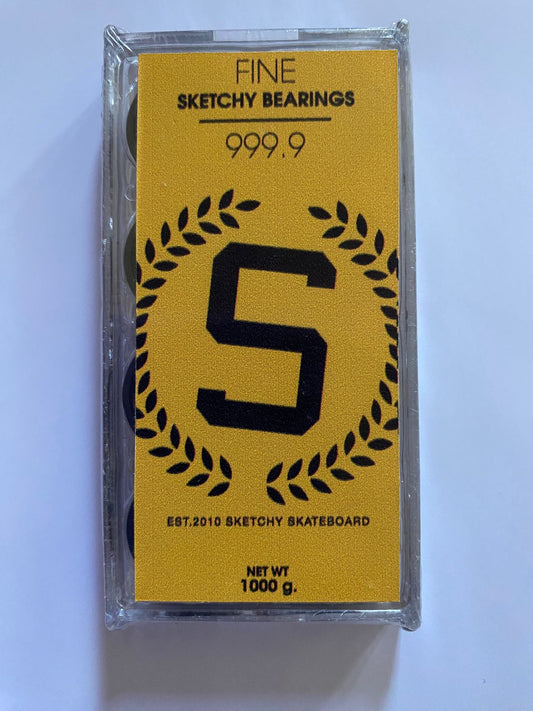 FINE
SKETCHY BEARINGS
999.9
S
EST.2010 SKETCHY SKATEBOARD
NET WT
1000 g.